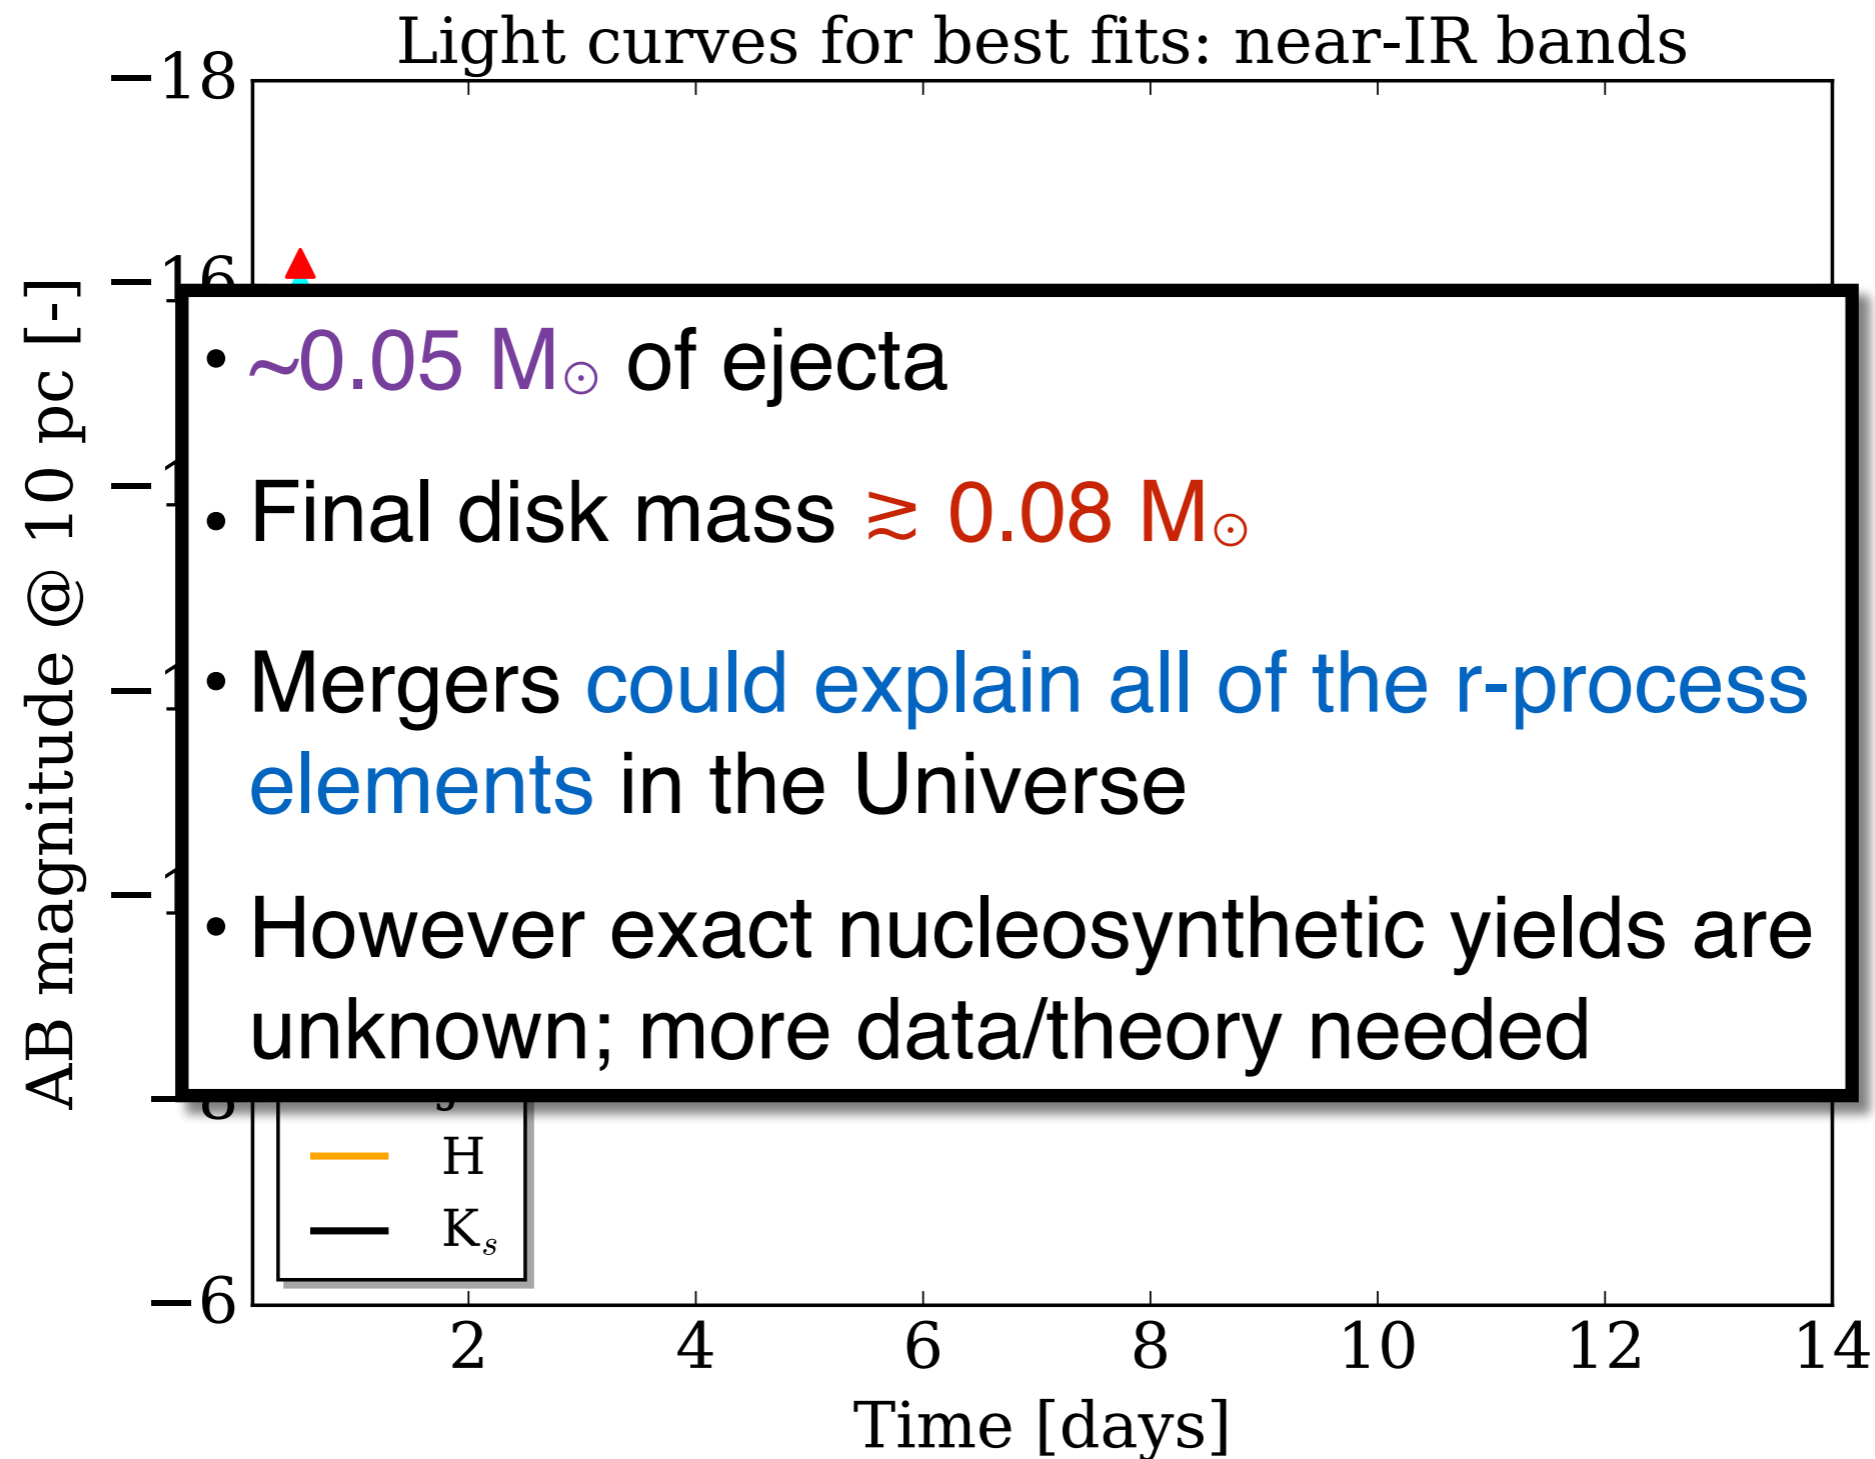 Light curves for best fits: near-IR bands
−18
−16
AB magnitude @ 10 pc [-]
• ~0.05 M⊙ of ejecta
• Final disk mass ≳ 0.08 M⊙
• Mergers could explain all of the r-process
elements in the Universe
• However exact nucleosynthetic yields are
unknown; more data/theory needed
H
Kₛ
−6
2 4 6 8 10 12 14
Time [days]